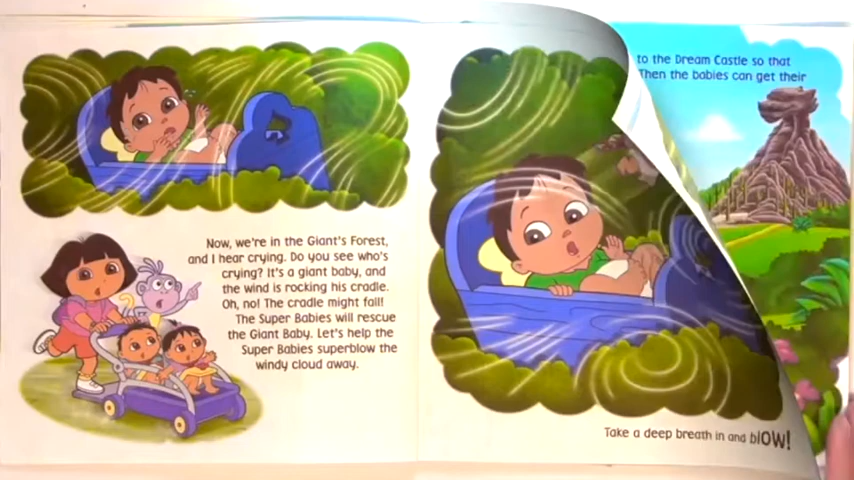 Now, we're in the Giant's Forest,
and I hear crying. Do you see who's
crying? It's a giant baby, and
the wind is rocking his cradle.
Oh, no! The cradle might fall!
The Super Babies will rescue
the Giant Baby. Let's help the
Super Babies superblow the
windy cloud away.
Take a deep breath in and blOW!
to the Dream Castle so that
Then the babies can get their